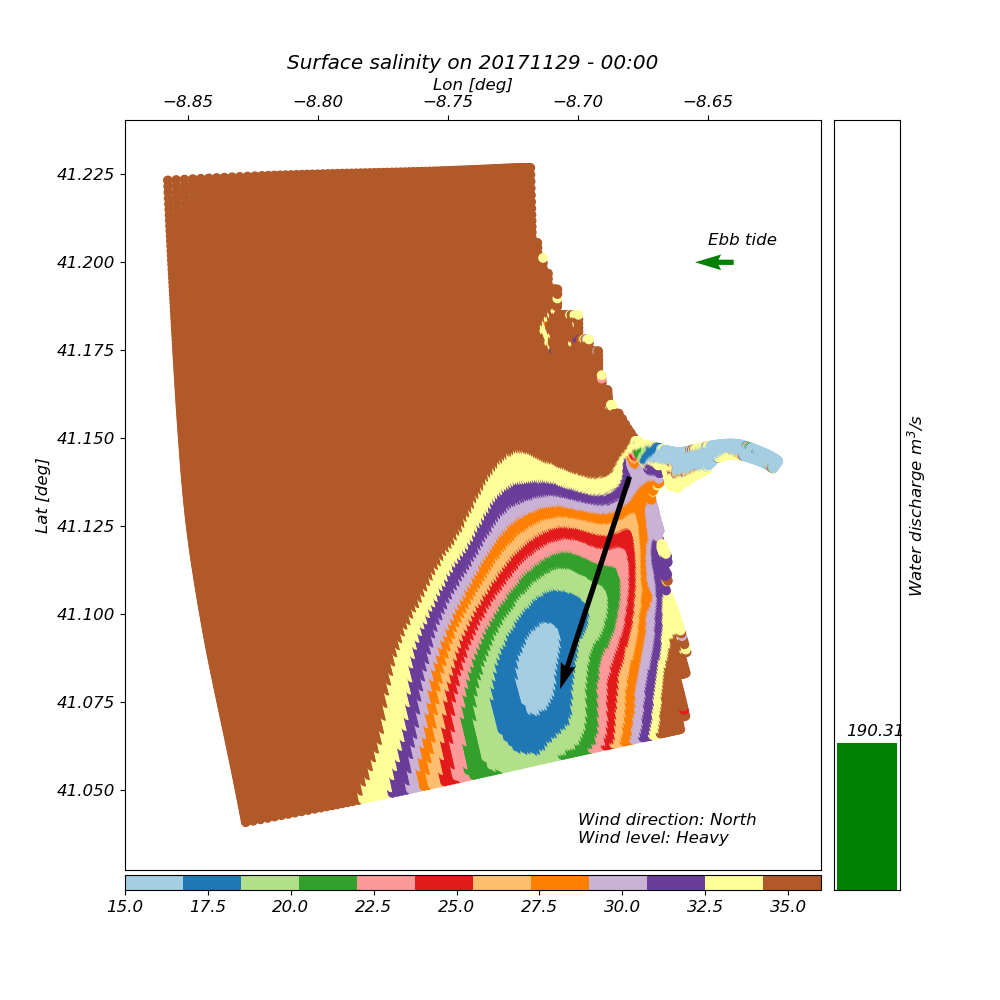 Surface salinity on 20171129 - 00:00
Lon [deg]
−8.85 −8.80 −8.75 −8.70 −8.65
41.225
41.200
41.175
41.150
41.125
41.100
41.075
41.050
Lat [deg]
Ebb tide
Water discharge m³/s
190.31
Wind direction: North
Wind level: Heavy
15.0 17.5 20.0 22.5 25.0 27.5 30.0 32.5 35.0